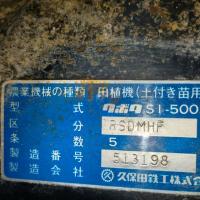 農業機械の種類 田植機(土付き苗用
型式 クボタ SI-500
区分 RSDMHF
条数 5
製造番号 513198
製造会社 久保田鉄工株式会